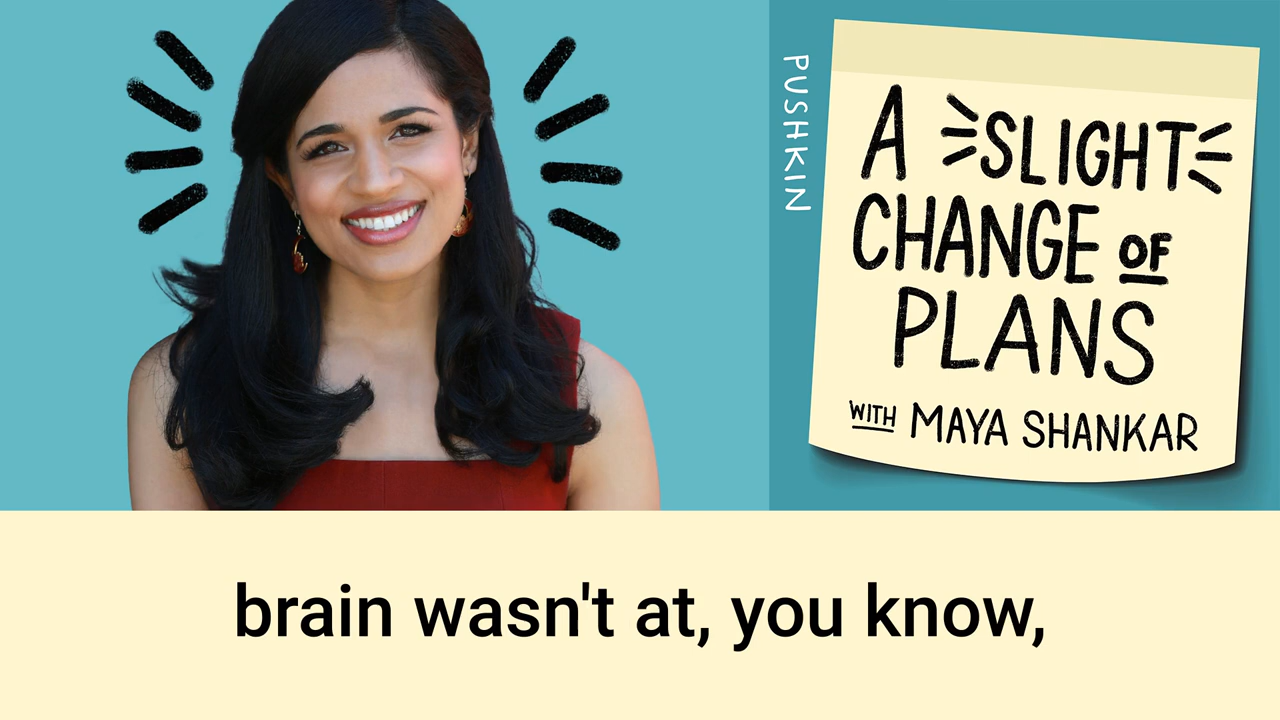 PUSHKIN
A SLIGHT
CHANGE OF
PLANS
WITH MAYA SHANKAR
brain wasn't at, you know,